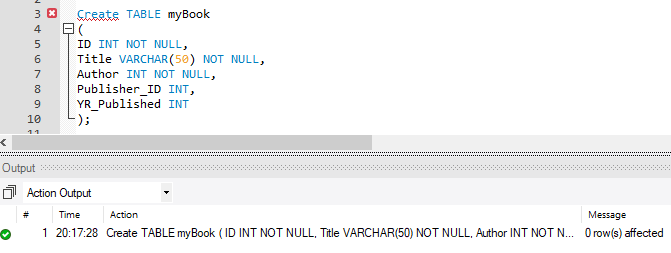 3 Create TABLE myBook
4 (
5 ID INT NOT NULL,
6 Title VARCHAR(50) NOT NULL,
7 Author INT NOT NULL,
8 Publisher_ID INT,
9 YR_Published INT
10 );
11
Output
Action Output
# Time Action Message
1 20:17:28 Create TABLE myBook ( ID INT NOT NULL, Title VARCHAR(50) NOT NULL, Author INT NOT N... 0 row(s) affected